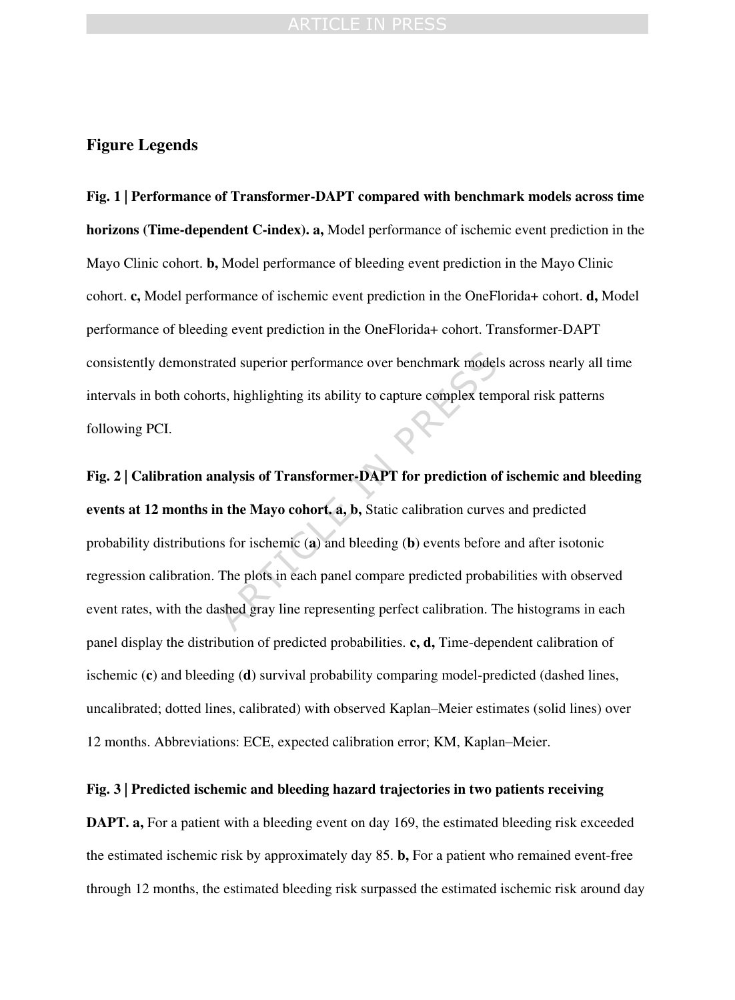 ARTICLE IN PRESS
Figure Legends
Fig. 1 | Performance of Transformer-DAPT compared with benchmark models across time
horizons (Time-dependent C-index). a, Model performance of ischemic event prediction in the
Mayo Clinic cohort. b, Model performance of bleeding event prediction in the Mayo Clinic
cohort. c, Model performance of ischemic event prediction in the OneFlorida+ cohort. d, Model
performance of bleeding event prediction in the OneFlorida+ cohort. Transformer-DAPT
consistently demonstrated superior performance over benchmark models across nearly all time
intervals in both cohorts, highlighting its ability to capture complex temporal risk patterns
following PCI.
Fig. 2 | Calibration analysis of Transformer-DAPT for prediction of ischemic and bleeding
events at 12 months in the Mayo cohort. a, b, Static calibration curves and predicted
probability distributions for ischemic (a) and bleeding (b) events before and after isotonic
regression calibration. The plots in each panel compare predicted probabilities with observed
event rates, with the dashed gray line representing perfect calibration. The histograms in each
panel display the distribution of predicted probabilities. c, d, Time-dependent calibration of
ischemic (c) and bleeding (d) survival probability comparing model-predicted (dashed lines,
uncalibrated; dotted lines, calibrated) with observed Kaplan–Meier estimates (solid lines) over
12 months. Abbreviations: ECE, expected calibration error; KM, Kaplan–Meier.
Fig. 3 | Predicted ischemic and bleeding hazard trajectories in two patients receiving
DAPT. a, For a patient with a bleeding event on day 169, the estimated bleeding risk exceeded
the estimated ischemic risk by approximately day 85. b, For a patient who remained event-free
through 12 months, the estimated bleeding risk surpassed the estimated ischemic risk around day
ARTICLE IN PRESS